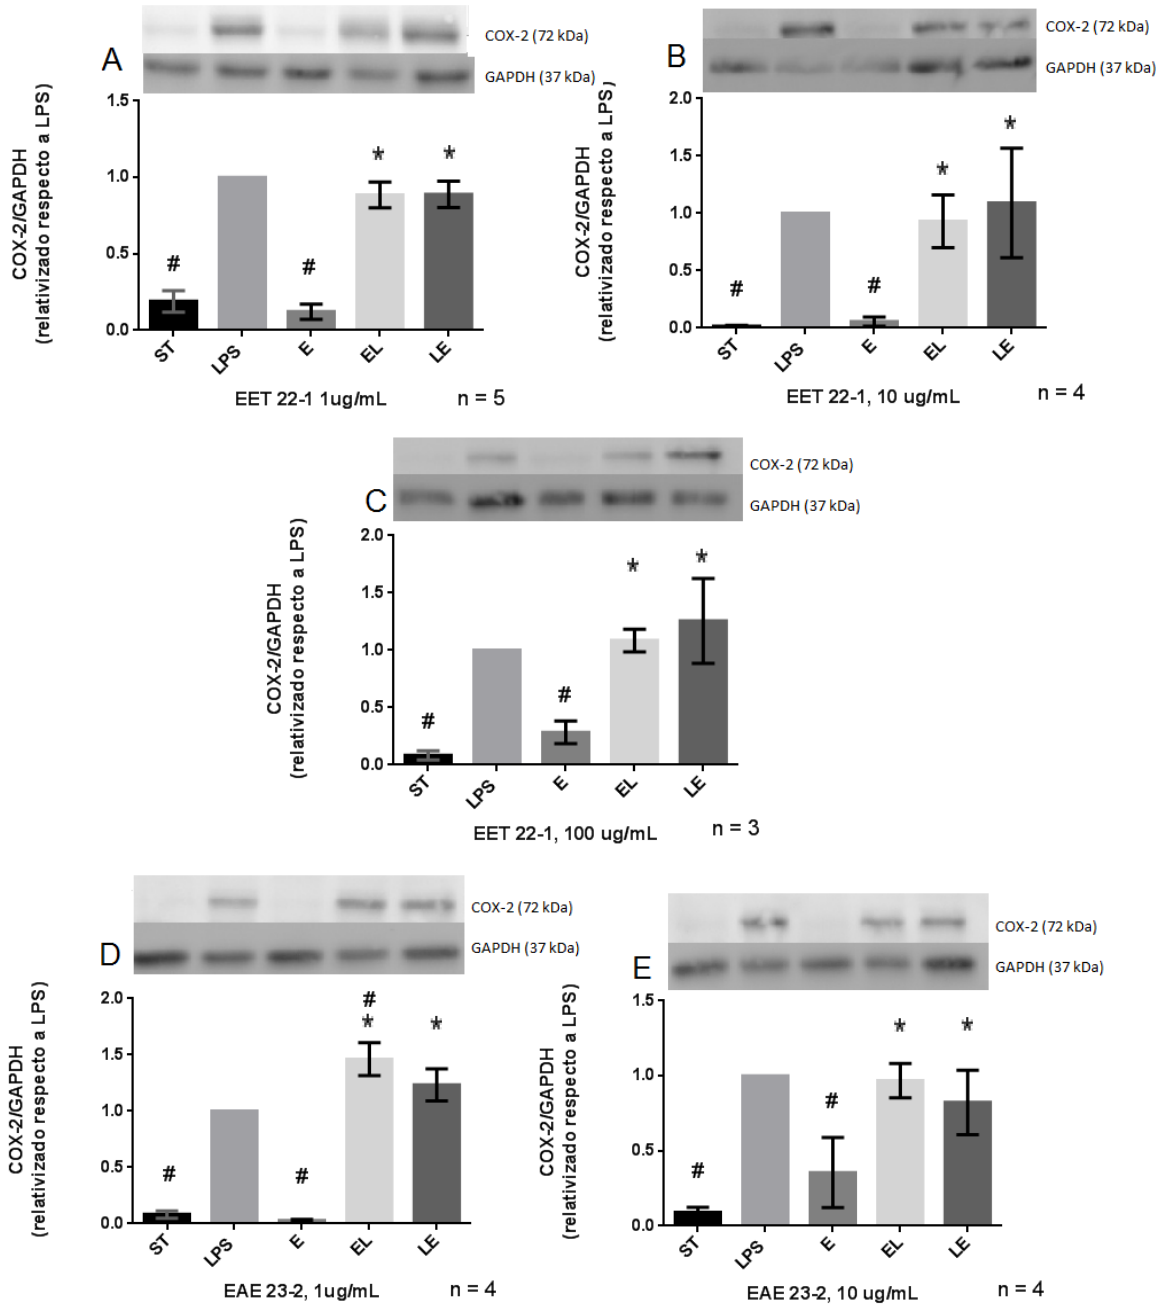 A
COX-2 (72 kDa)
GAPDH (37 kDa)
COX-2/GAPDH
(relativizado respecto a LPS)
1.5
1.0
0.5
0.0
# # * *
ST LPS E EL LE
EET 22-1 1ug/mL n = 5
B
COX-2 (72 kDa)
GAPDH (37 kDa)
COX-2/GAPDH
(relativizado respecto a LPS)
2.0
1.5
1.0
0.5
0.0
# # * *
ST LPS E EL LE
EET 22-1, 10 ug/mL n = 4
C
COX-2 (72 kDa)
GAPDH (37 kDa)
COX-2/GAPDH
(relativizado respecto a LPS)
2.0
1.5
1.0
0.5
0.0
# # * *
ST LPS E EL LE
EET 22-1, 100 ug/mL n = 3
D
COX-2 (72 kDa)
GAPDH (37 kDa)
COX-2/GAPDH
(relativizado respecto a LPS)
2.0
1.5
1.0
0.5
0.0
#
# # * *
ST LPS E EL LE
EAE 23-2, 1ug/mL n = 4
E
COX-2 (72 kDa)
GAPDH (37 kDa)
COX-2/GAPDH
(relativizado respecto a LPS)
1.5
1.0
0.5
0.0
# # * *
ST LPS E EL LE
EAE 23-2, 10 ug/mL n = 4